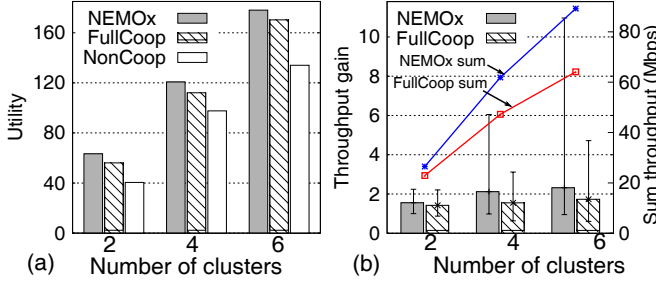 NEMOx
FullCoop
NonCoop
160
120
80
40
0
Utility
2
4
6
(a)
Number of clusters
NEMOx
FullCoop
NEMOx sum
FullCoop sum
10
8
6
4
2
0
Throughput gain
80
60
40
20
0
Sum throughput (Mbps)
2
4
6
(b)
Number of clusters